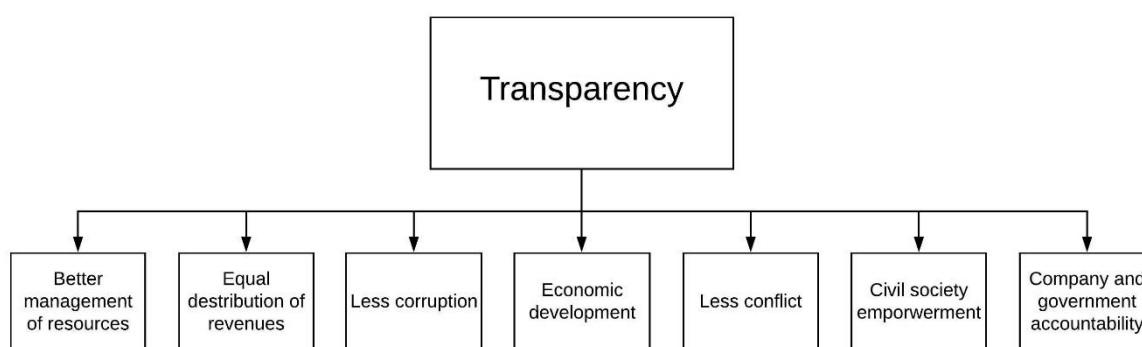 Transparency
Better
management
of resources
Equal
destribution of
revenues
Less corruption
Economic
development
Less conflict
Civil society
emporwerment
Company and
government
accountability